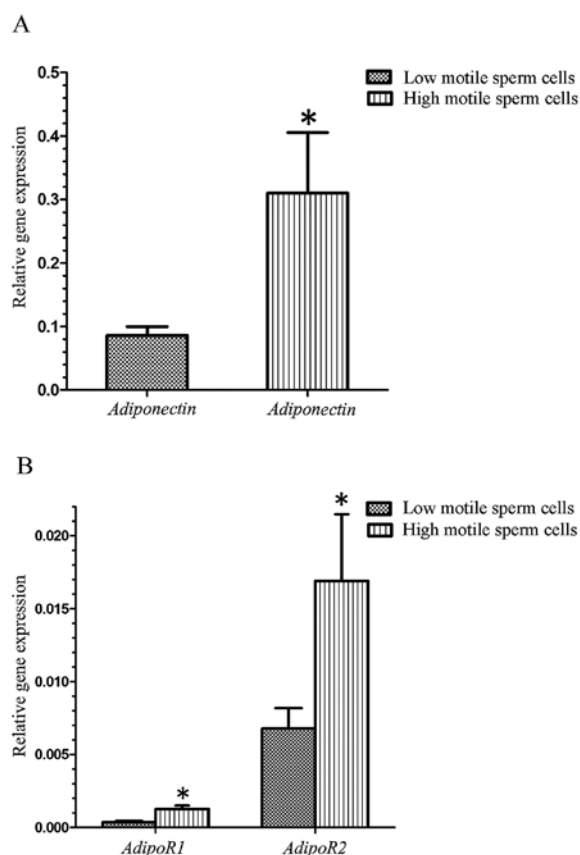 A
Low motile sperm cells
High motile sperm cells
Relative gene expression
0.5
0.4
0.3
0.2
0.1
0.0
*
Adiponectin Adiponectin
B
Low motile sperm cells
High motile sperm cells
Relative gene expression
0.020
0.015
0.010
0.005
0.000
*
*
AdipoR1 AdipoR2